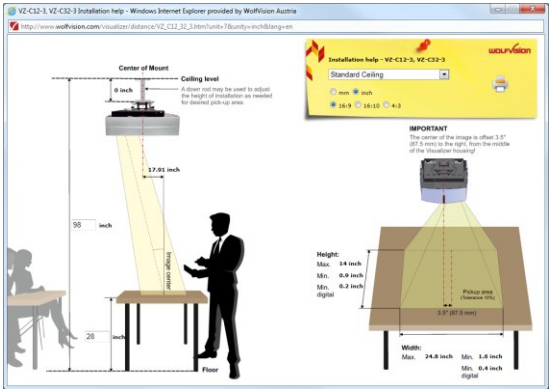 VZ-C12-3, VZ-C32-3 Installation help - Windows Internet Explorer provided by WolfVision Austria
http://www.wolfvision.com/visualizer/distance/VZ_C12_32_3.htm?unit=7&unity=inch&lang=en
Center of Mount
Ceiling level
A down rod may be used to adjust
the height of installation as needed
for desired pick-up area.
0 inch
17.91 inch
98 inch
Image center
28 inch
Floor
WOLFVISION
Installation help - VZ-C12-3, VZ-C32-3
Standard Ceiling
mm inch
16:9 16:10 4:3
IMPORTANT
The center of the image is offset 3.5"
(87.5 mm) to the right, from the middle
of the Visualizer housing!
Height:
Max. 14 inch
Min. 0.9 inch
Min. 0.2 inch
digital
Pickup area
(Tolerance 10%)
3.5" (87.5 mm)
Width:
Max. 24.8 inch Min. 1.6 inch
Min. 0.4 inch
digital